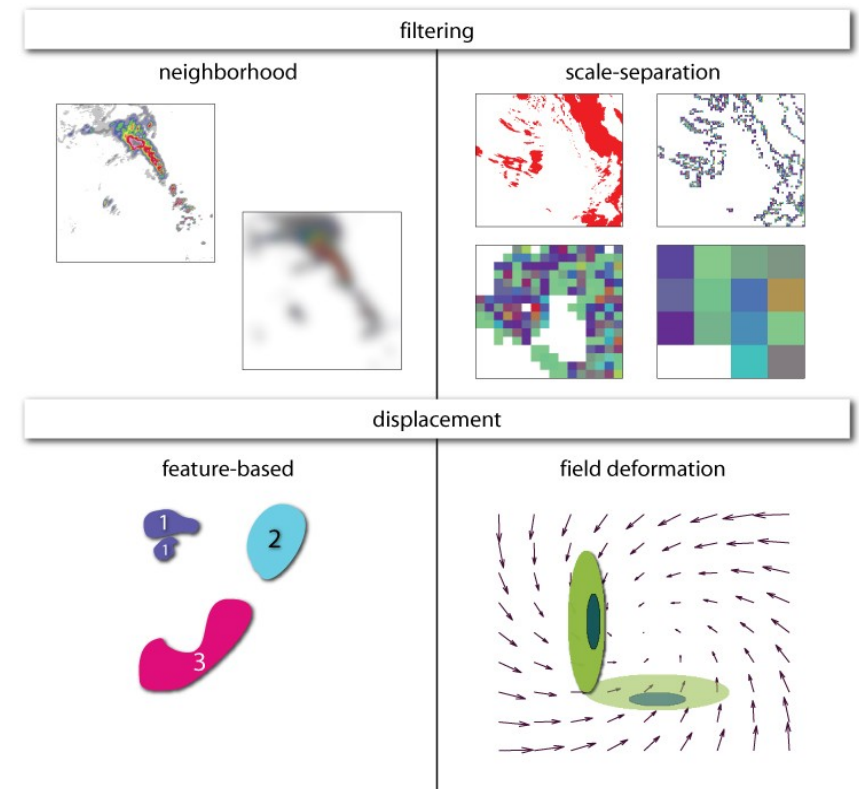 filtering
neighborhood
scale-separation
displacement
feature-based
field deformation
1
1
2
3